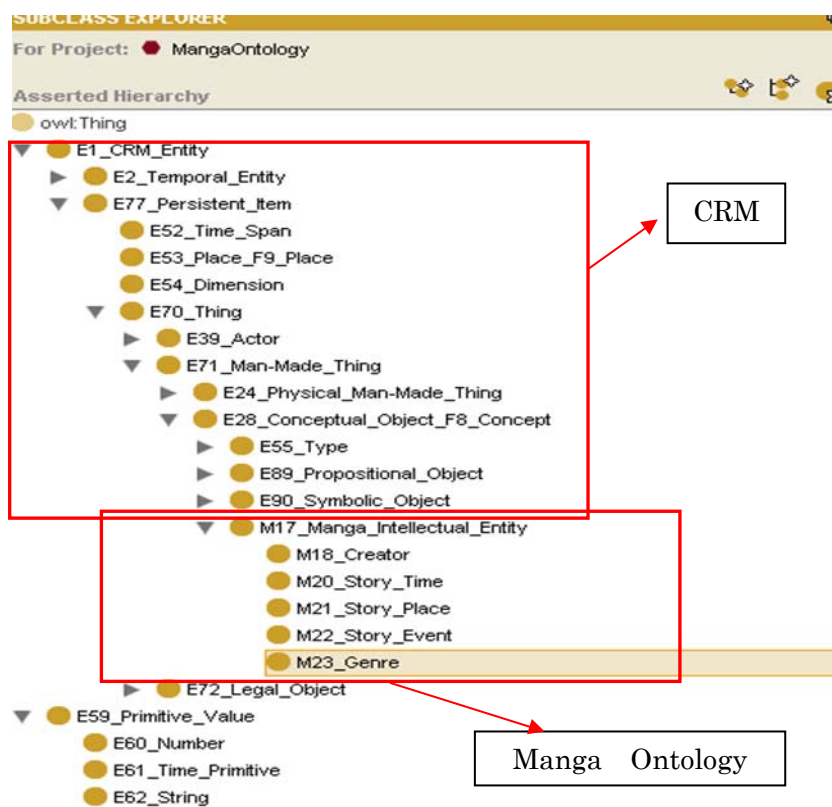 SUBCLASS EXPLORER
For Project: MangaOntology
Asserted Hierarchy
owl:Thing
E1_CRM_Entity
E2_Temporal_Entity
E77_Persistent_Item
E52_Time_Span
E53_Place_F9_Place
E54_Dimension
E70_Thing
E39_Actor
E71_Man-Made_Thing
E24_Physical_Man-Made_Thing
E28_Conceptual_Object_F8_Concept
E55_Type
E89_Propositional_Object
E90_Symbolic_Object
M17_Manga_Intellectual_Entity
M18_Creator
M20_Story_Time
M21_Story_Place
M22_Story_Event
M23_Genre
E72_Legal_Object
E59_Primitive_Value
E60_Number
E61_Time_Primitive
E62_String
CRM
Manga Ontology